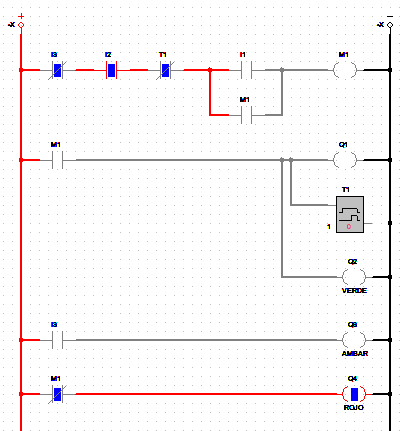 + −
-X -X
I3 I2 T1 I1 M1
M1
M1 Q1
T1
1 0
Q2
VERDE
I3 Q3
AMBAR
M1 Q4
ROJO